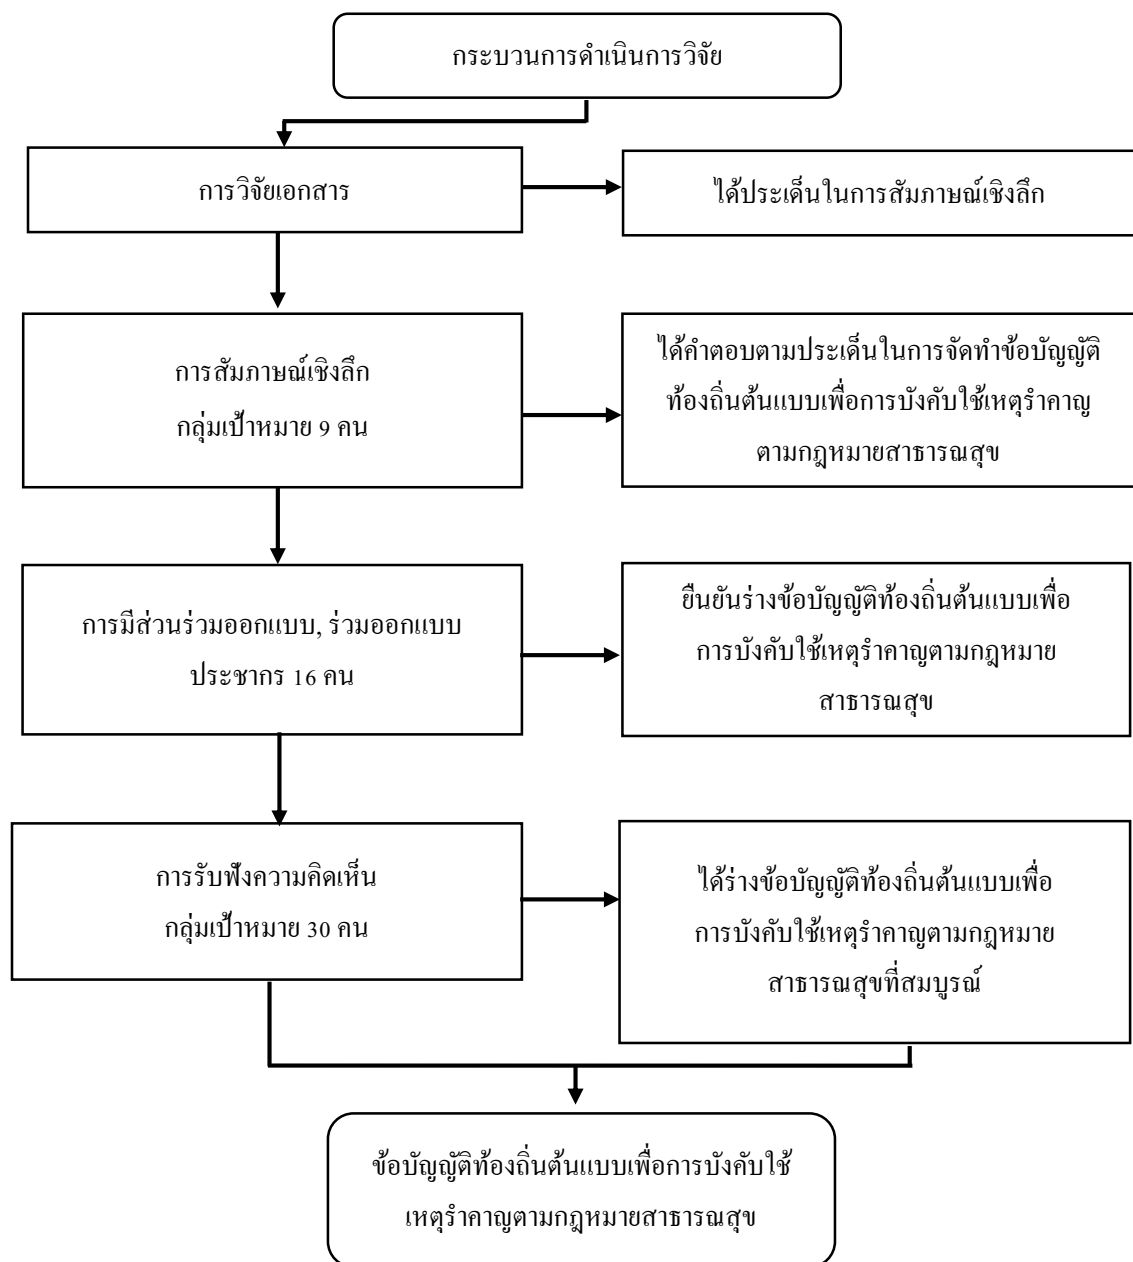 กระบวนการดำเนินการวิจัย
การวิจัยเอกสาร
ได้ประเด็นในการสัมภาษณ์เชิงลึก
การสัมภาษณ์เชิงลึก
กลุ่มเป้าหมาย 9 คน
ได้คำตอบตามประเด็นในการจัดทำข้อบัญญัติ
ท้องถิ่นต้นแบบเพื่อการบังคับใช้เหตุรำคาญ
ตามกฎหมายสาธารณสุข
การมีส่วนร่วมออกแบบ, ร่วมออกแบบ
ประชากร 16 คน
ยืนยันร่างข้อบัญญัติท้องถิ่นต้นแบบเพื่อ
การบังคับใช้เหตุรำคาญตามกฎหมาย
สาธารณสุข
การรับฟังความคิดเห็น
กลุ่มเป้าหมาย 30 คน
ได้ร่างข้อบัญญัติท้องถิ่นต้นแบบเพื่อ
การบังคับใช้เหตุรำคาญตามกฎหมาย
สาธารณสุขที่สมบูรณ์
ข้อบัญญัติท้องถิ่นต้นแบบเพื่อการบังคับใช้
เหตุรำคาญตามกฎหมายสาธารณสุข